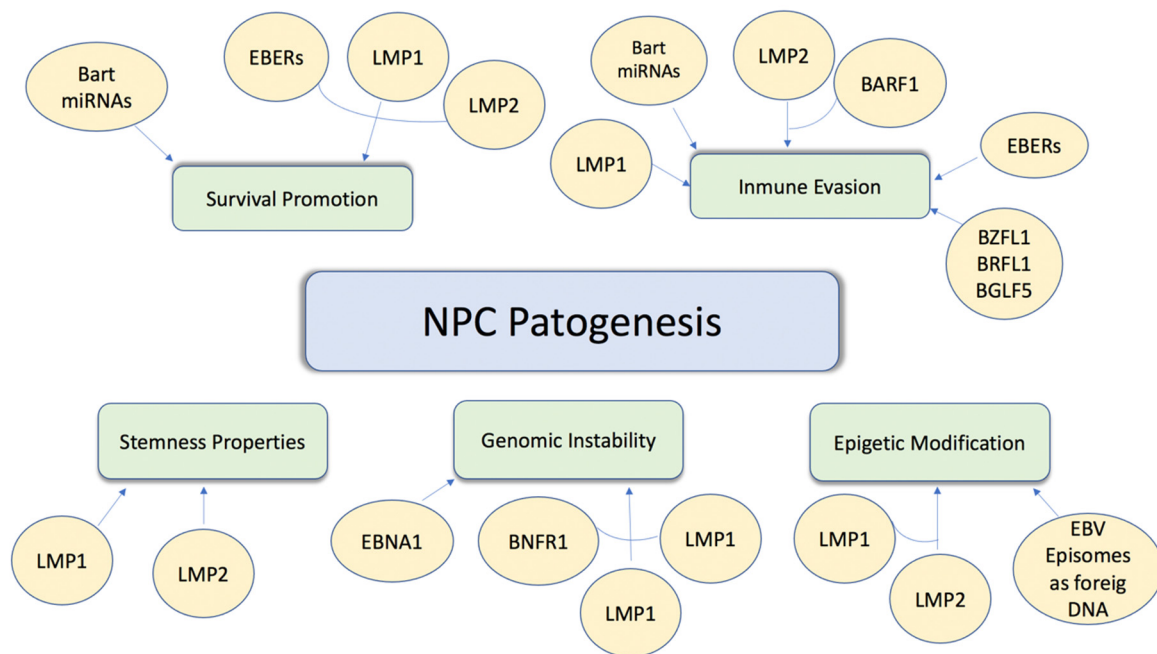 Bart
miRNAs
EBERs
LMP1
LMP2
Survival Promotion
Bart
miRNAs
LMP2
BARF1
LMP1
EBERs
Inmune Evasion
BZFL1
BRFL1
BGLF5
NPC Patogenesis
Stemness Properties
LMP1
LMP2
Genomic Instability
EBNA1
BNFR1
LMP1
LMP1
Epigetic Modification
LMP1
LMP2
EBV
Episomes
as foreig
DNA